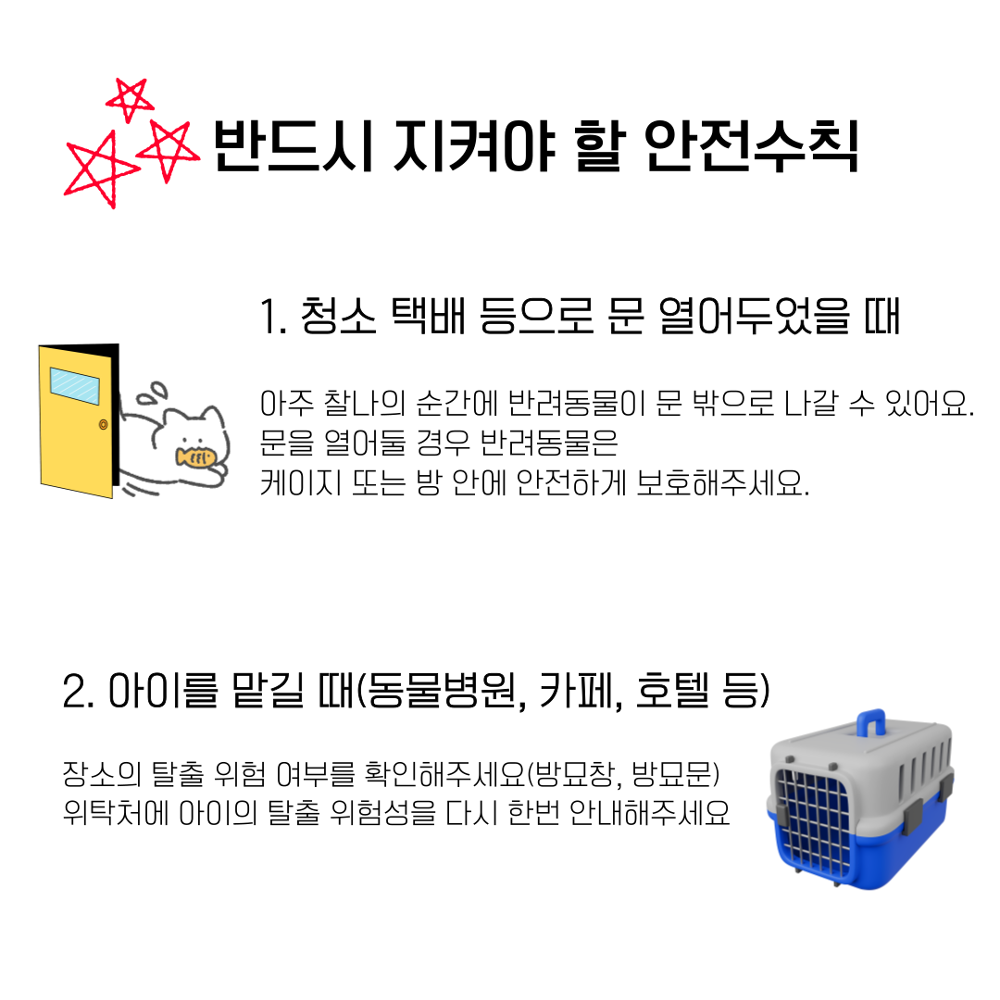 반드시 지켜야 할 안전수칙
1. 청소 택배 등으로 문 열어두었을 때
아주 찰나의 순간에 반려동물이 문 밖으로 나갈 수 있어요.
문을 열어둘 경우 반려동물은
케이지 또는 방 안에 안전하게 보호해주세요.
2. 아이를 맡길 때(동물병원, 카페, 호텔 등)
장소의 탈출 위험 여부를 확인해주세요(방묘창, 방묘문)
위탁처에 아이의 탈출 위험성을 다시 한번 안내해주세요